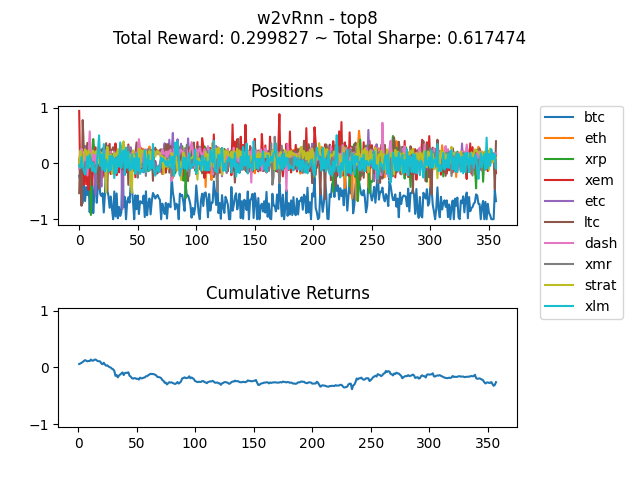 w2vRnn - top8
Total Reward: 0.299827 ~ Total Sharpe: 0.617474
Positions
1
0
−1
0 50 100 150 200 250 300 350
btc
eth
xrp
xem
etc
ltc
dash
xmr
strat
xlm
Cumulative Returns
1
0
−1
0 50 100 150 200 250 300 350